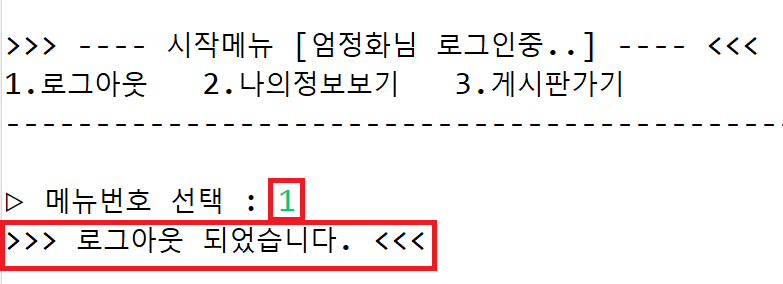 >>> ---- 시작메뉴 [엄정화님 로그인중..] ---- <<<
1.로그아웃   2.나의정보보기   3.게시판가기
-------------------------------------------
▷ 메뉴번호 선택 : 1
>>> 로그아웃 되었습니다. <<<